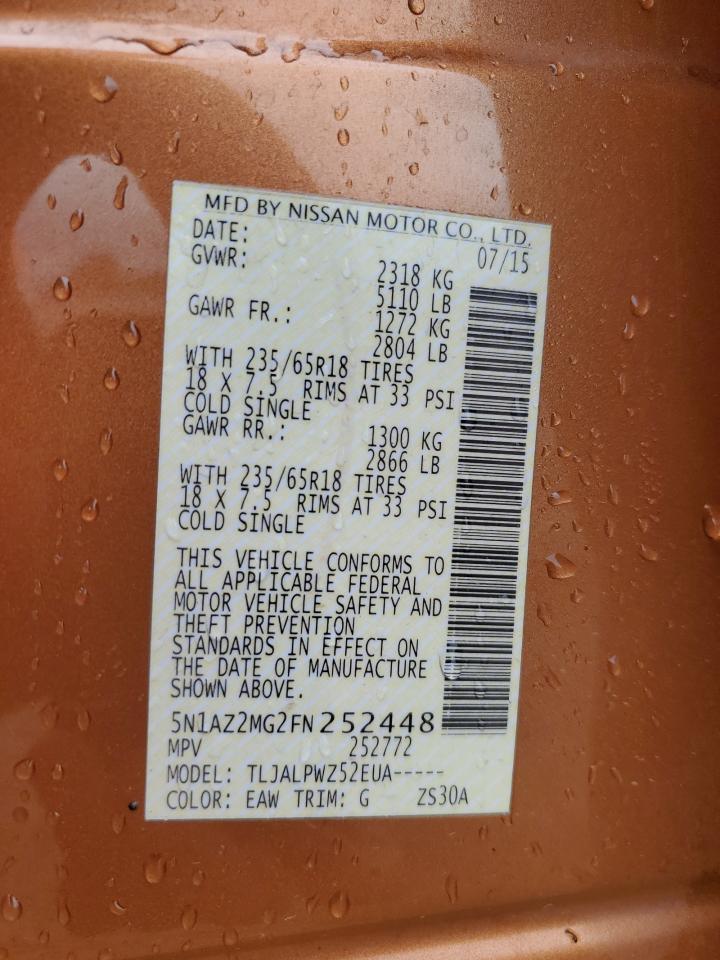 MFD BY NISSAN MOTOR CO., LTD.
DATE: 07/15
GVWR: 2318 KG
5110 LB
GAWR FR.: 1272 KG
2804 LB
WITH 235/65R18 TIRES
18 X 7.5 RIMS AT 33 PSI
COLD SINGLE
GAWR RR.: 1300 KG
2866 LB
WITH 235/65R18 TIRES
18 X 7.5 RIMS AT 33 PSI
COLD SINGLE
THIS VEHICLE CONFORMS TO
ALL APPLICABLE FEDERAL
MOTOR VEHICLE SAFETY AND
THEFT PREVENTION
STANDARDS IN EFFECT ON
THE DATE OF MANUFACTURE
SHOWN ABOVE.
5N1AZ2MG2FN252448
MPV 252772
MODEL: TLJALPWZ52EUA-----
COLOR: EAW TRIM: G ZS30A